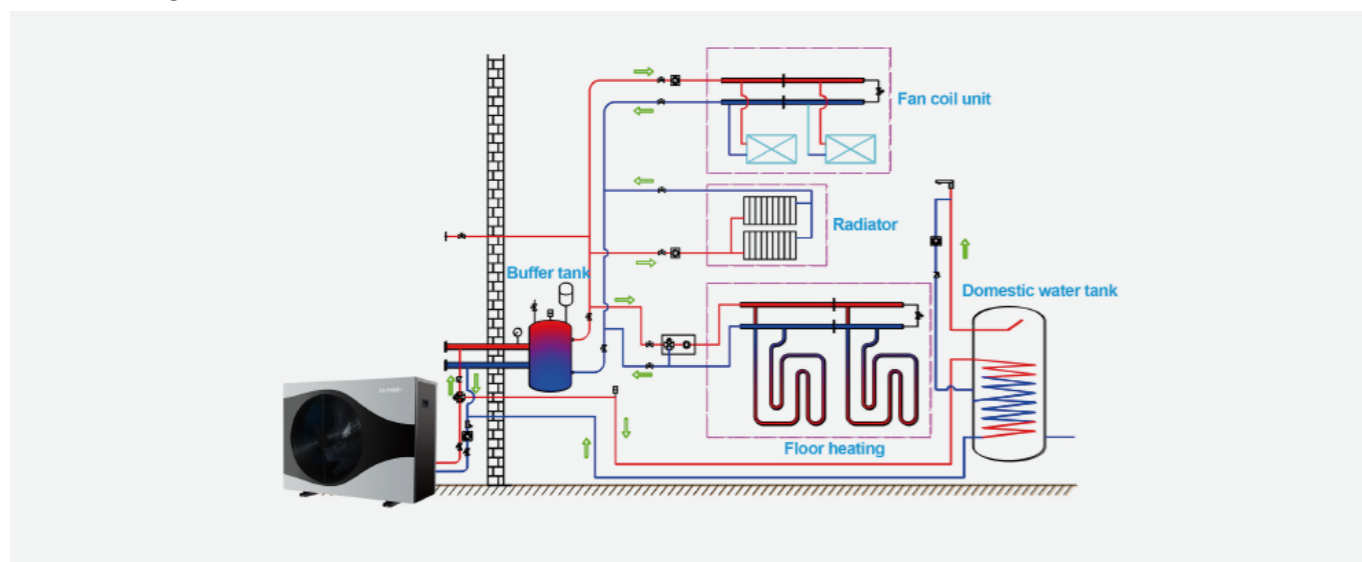 Fan coil unit
Radiator
Buffer tank
Domestic water tank
Floor heating